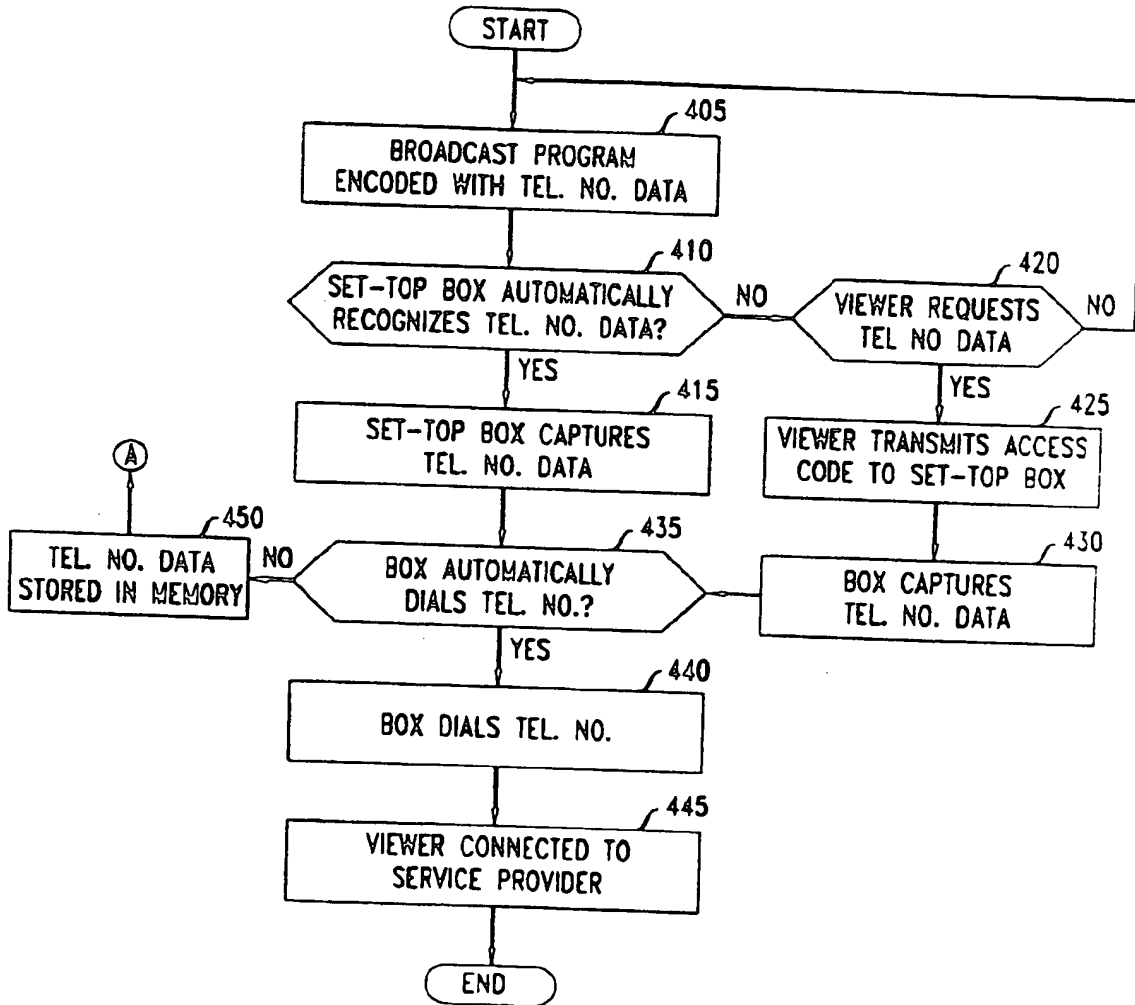 START
405
BROADCAST PROGRAM
ENCODED WITH TEL. NO. DATA
410
SET-TOP BOX AUTOMATICALLY
RECOGNIZES TEL. NO. DATA?
NO
420
VIEWER REQUESTS
TEL NO DATA
NO
YES
YES
415
SET-TOP BOX CAPTURES
TEL. NO. DATA
425
VIEWER TRANSMITS ACCESS
CODE TO SET-TOP BOX
A
450
TEL. NO. DATA
STORED IN MEMORY
NO
435
BOX AUTOMATICALLY
DIALS TEL. NO.?
430
BOX CAPTURES
TEL. NO. DATA
YES
440
BOX DIALS TEL. NO.
445
VIEWER CONNECTED TO
SERVICE PROVIDER
END